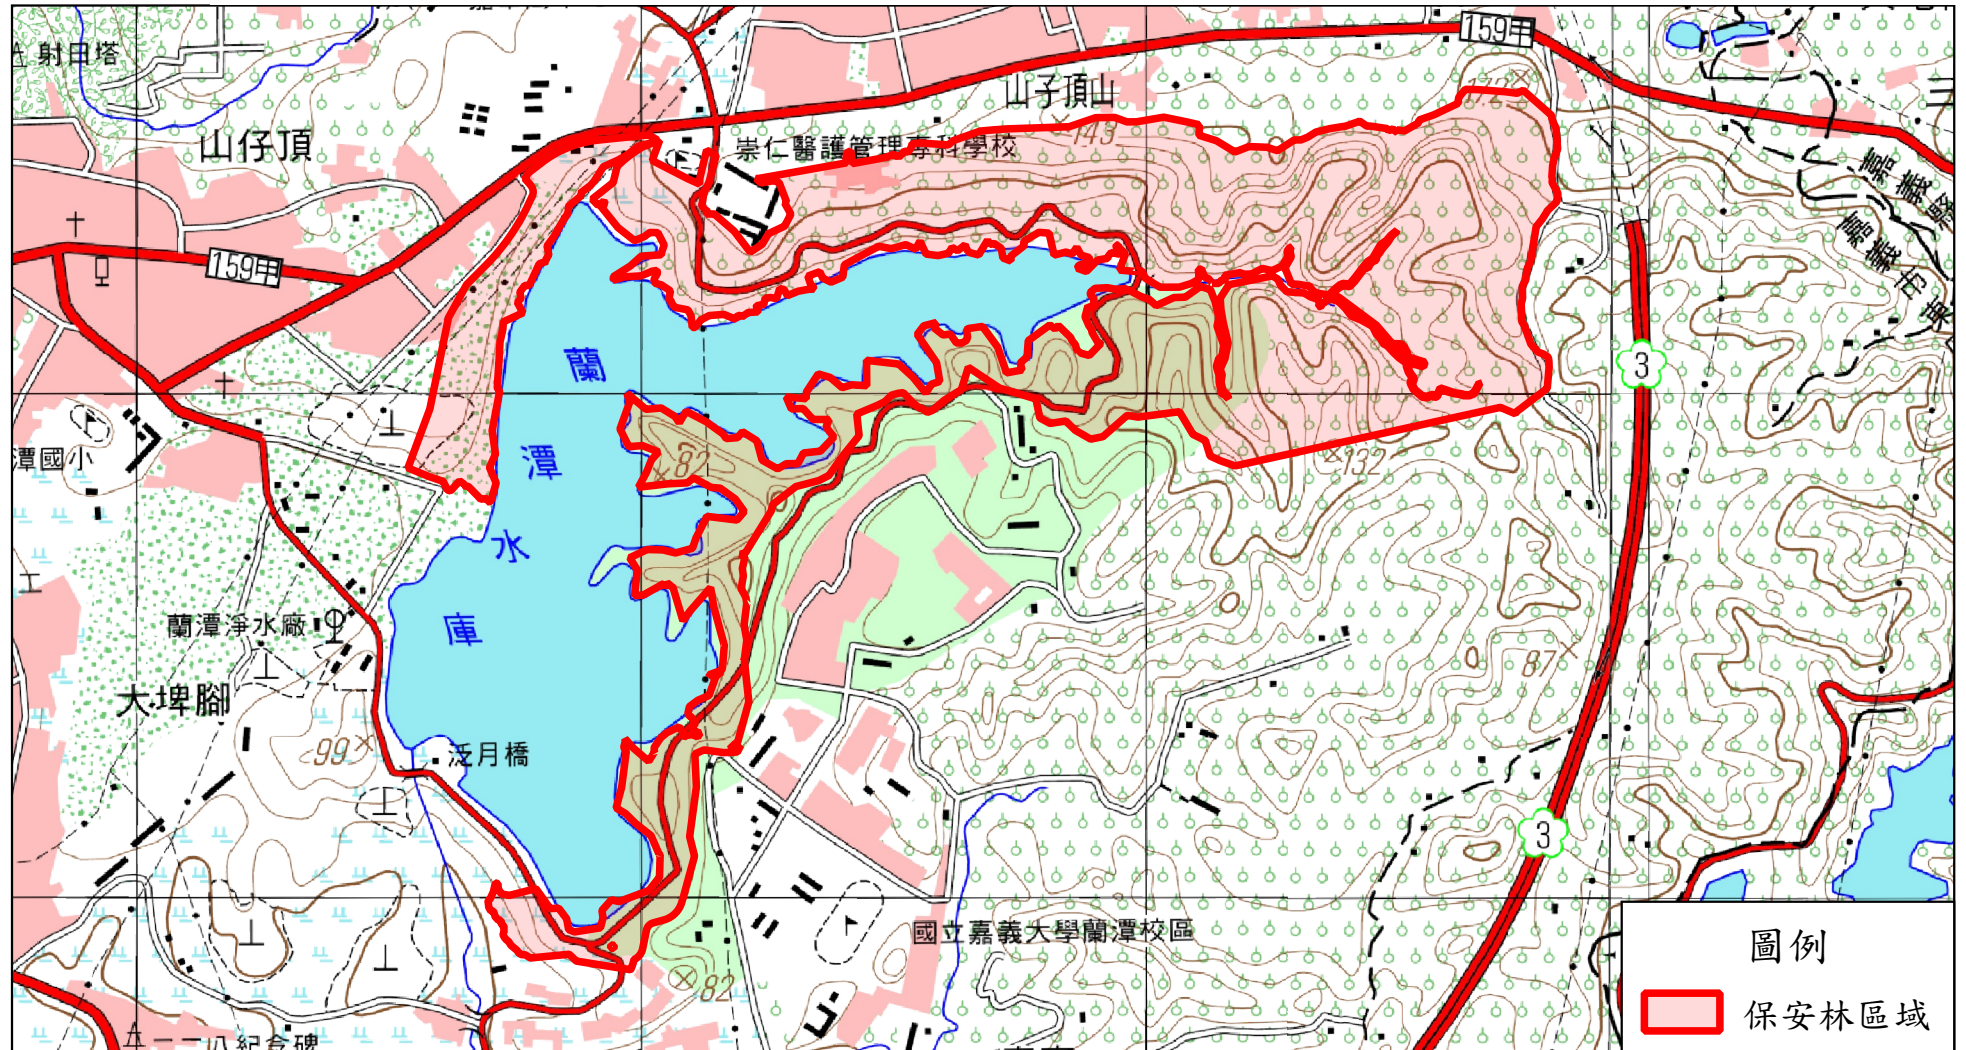 射日塔
159甲
山子頂山
172
143
山仔頂
崇仁醫護管理專科學校
嘉義縣
嘉義市
159甲
蘭
潭
水
庫
3
潭國小
82
132
蘭潭淨水廠
87
大埤腳
99
泛月橋
3
國立嘉義大學蘭潭校區
82
圖例
保安林區域
二二八紀念碑